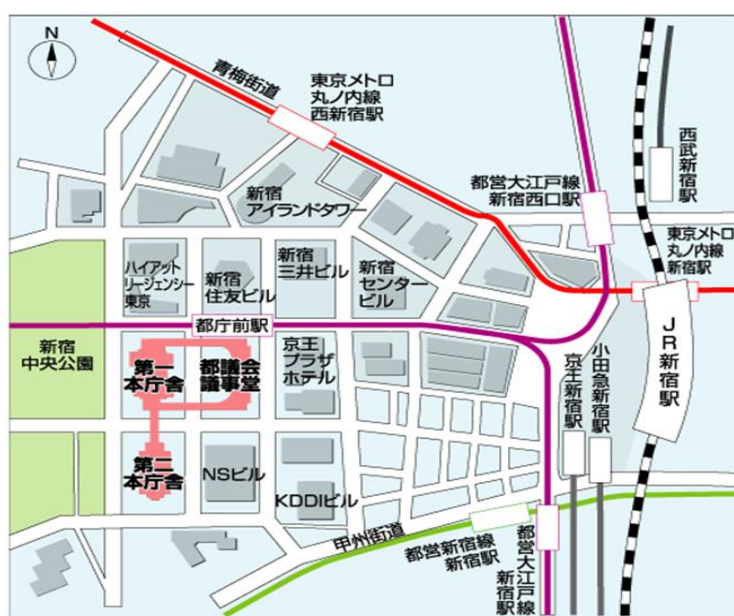 N
青梅街道
東京メトロ
丸ノ内線
西新宿駅
西武新宿駅
都営大江戸線
新宿西口駅
新宿
アイランドタワー
東京メトロ
丸ノ内線
新宿駅
ハイアット
リージェンシー
東京
新宿
住友ビル
新宿
三井ビル
新宿
センター
ビル
都庁前駅
新宿
中央公園
第一
本庁舎
都議会
議事堂
京王
プラザ
ホテル
京王新宿駅
小田急新宿駅
JR新宿駅
第二
本庁舎
NSビル
KDDIビル
甲州街道
都営新宿線
新宿駅
都営大江戸線
新宿駅